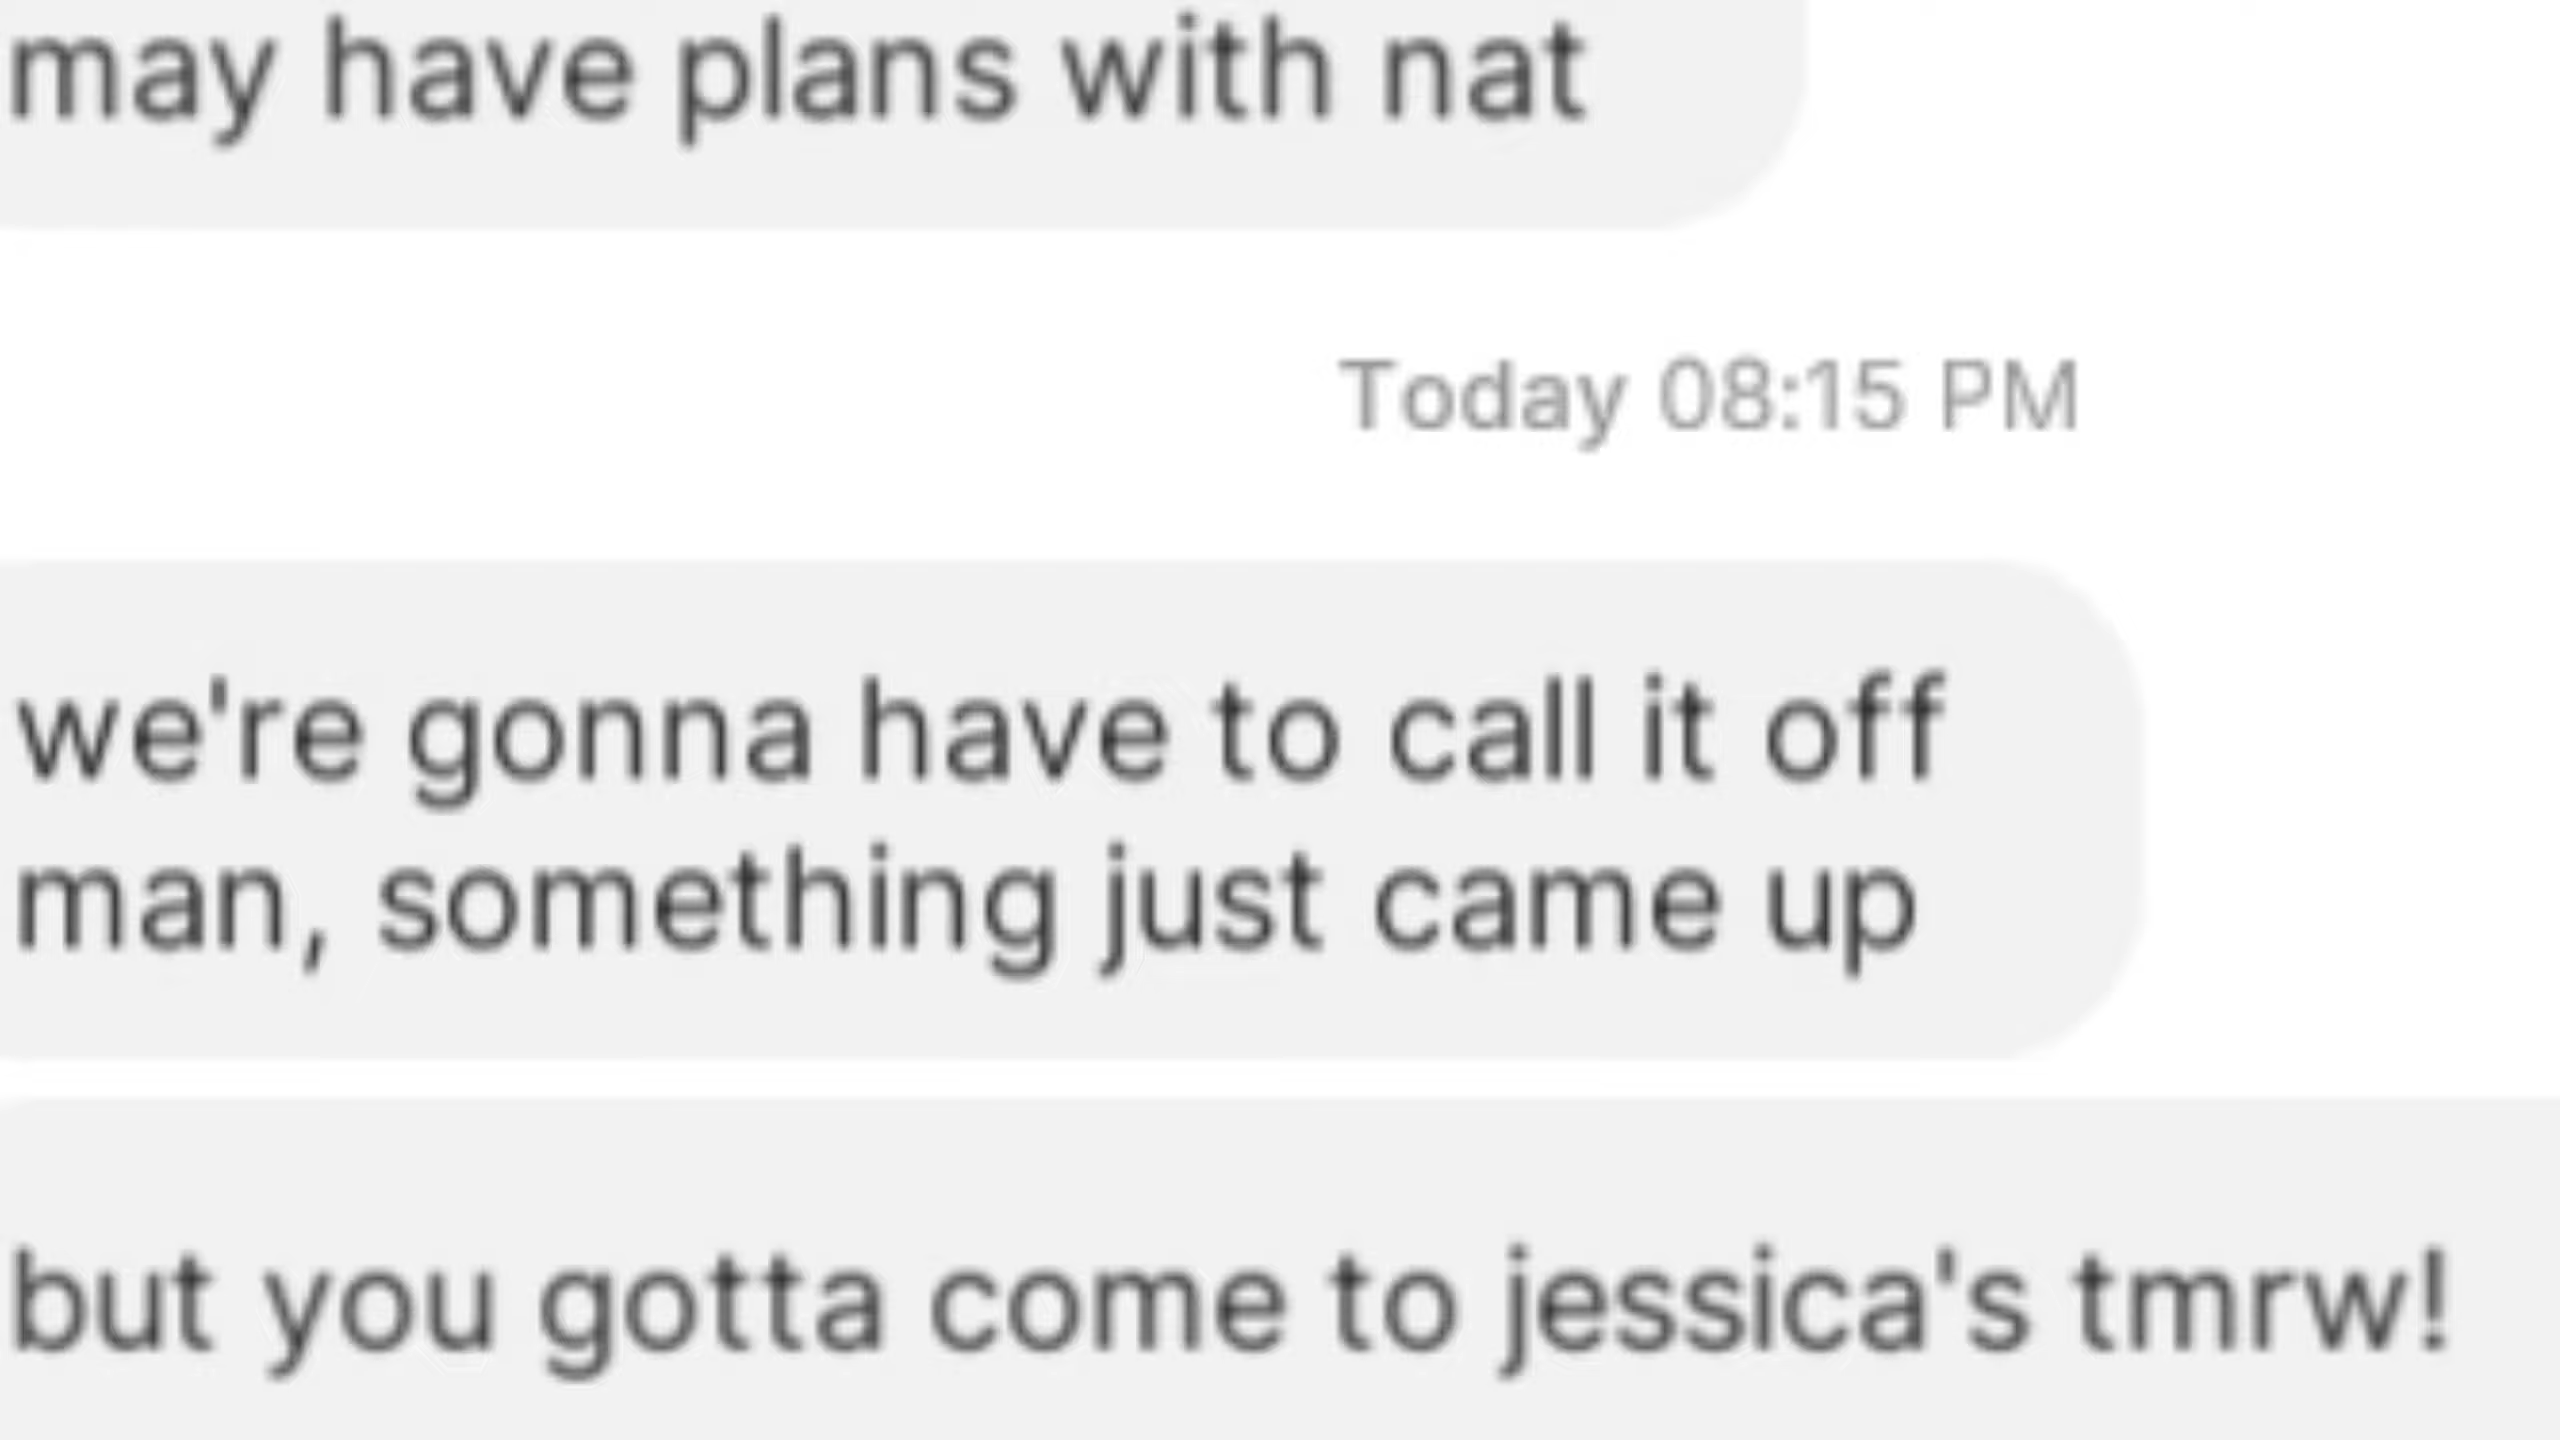 may have plans with nat
Today 08:15 PM
we're gonna have to call it off
man, something just came up
but you gotta come to jessica's tmrw!